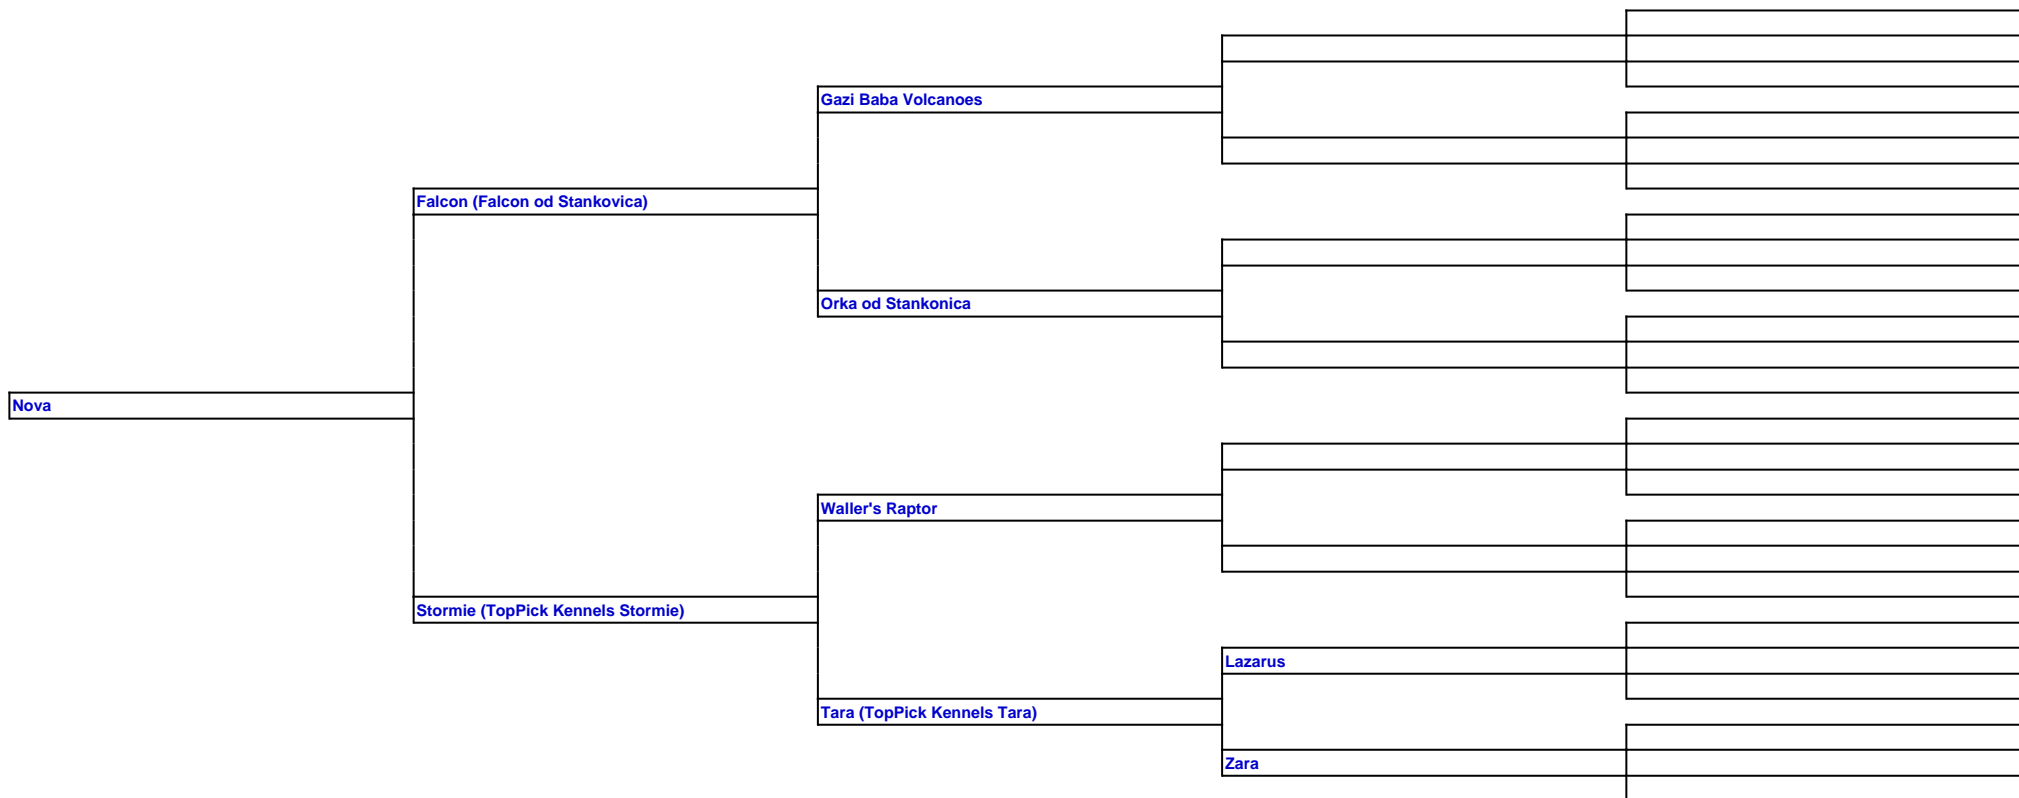 Gazi Baba Volcanoes
Falcon (Falcon od Stankovica)
Orka od Stankonica
Nova
Waller's Raptor
Stormie (TopPick Kennels Stormie)
Lazarus
Tara (TopPick Kennels Tara)
Zara